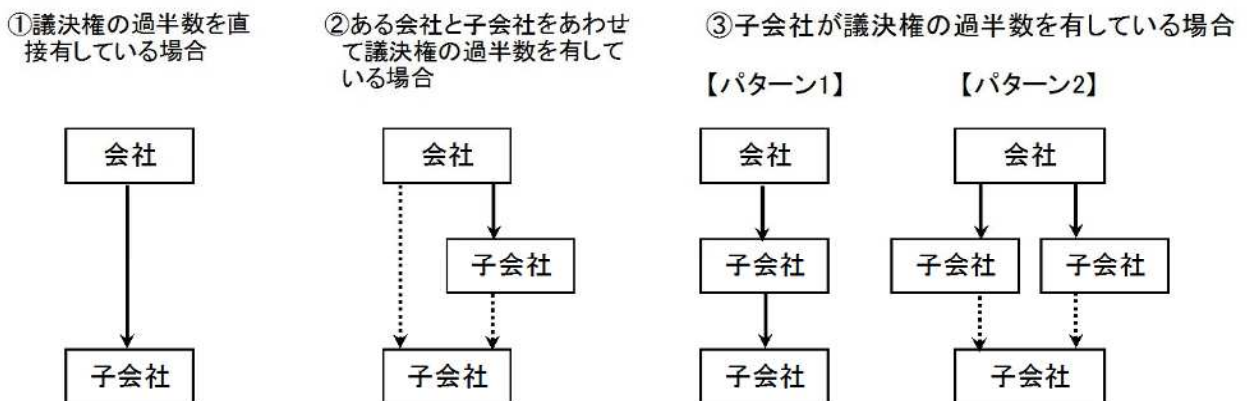 ①議決権の過半数を直
接有している場合
②ある会社と子会社をあわせ
て議決権の過半数を有して
いる場合
③子会社が議決権の過半数を有している場合
【パターン1】
【パターン2】
会社
子会社
会社
子会社
子会社
会社
子会社
子会社
会社
子会社
子会社
子会社